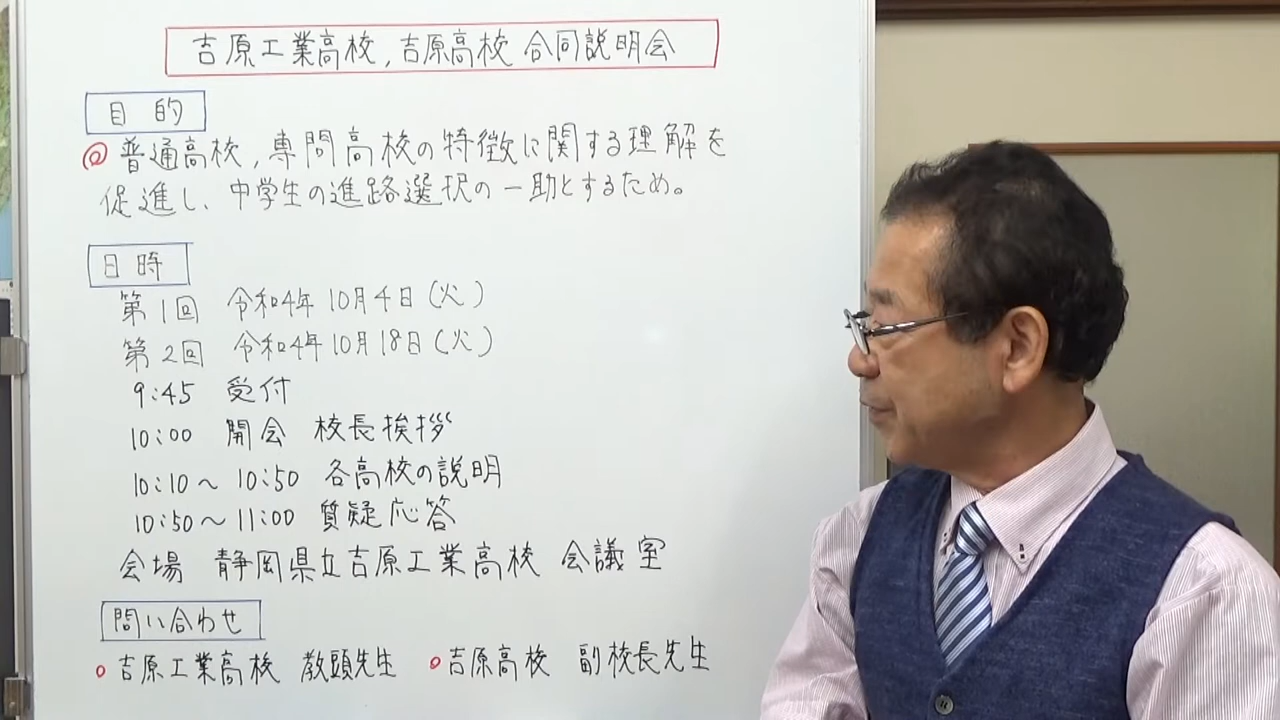 吉原工業高校,吉原高校 合同説明会
目的
◎普通高校,専門高校の特徴に関する理解を
促進し、中学生の進路選択の一助とするため。
日時
第1回 令和4年10月4日(火)
第2回 令和4年10月18日(火)
9:45 受付
10:00 開会 校長挨拶
10:10~10:50 各高校の説明
10:50~11:00 質疑応答
会場 静岡県立吉原工業高校 会議室
問い合わせ
○吉原工業高校 教頭先生 ○吉原高校 副校長先生